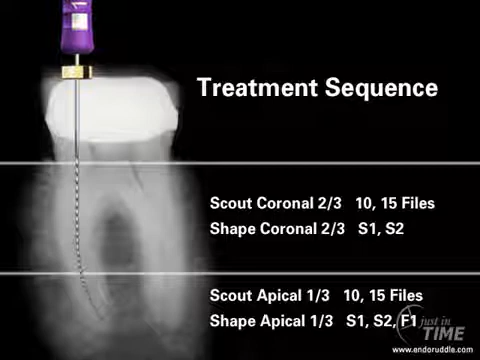 Treatment Sequence
Scout Coronal 2/3 10, 15 Files
Shape Coronal 2/3 S1, S2
Scout Apical 1/3 10, 15 Files
Shape Apical 1/3 S1, S2, F1
just in
TIME
www.endoruddle.com